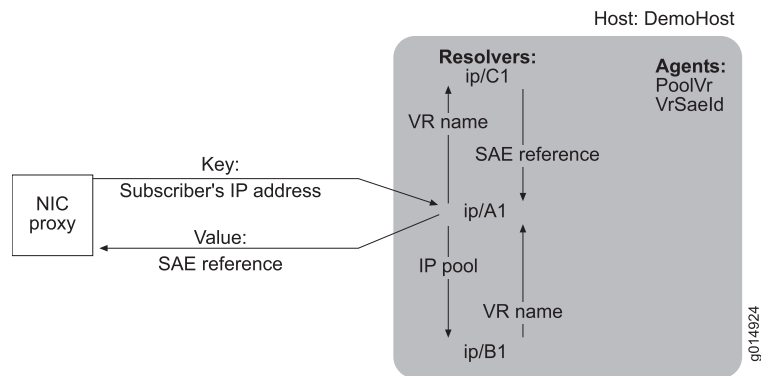 Host: DemoHost
Resolvers:
ip/C1
Agents:
PoolVr
VrSaeId
VR name
SAE reference
Key:
Subscriber's IP address
NIC
proxy
ip/A1
Value:
SAE reference
IP pool
VR name
ip/B1
g014924